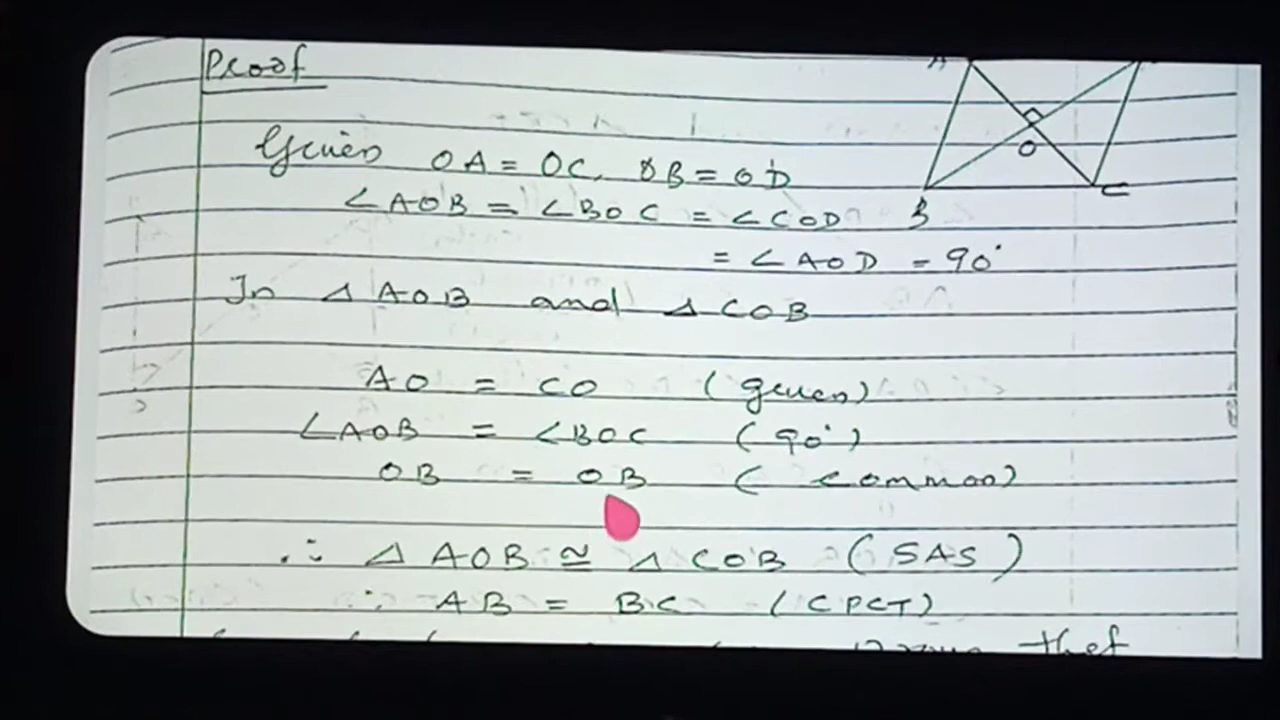 Proof
A
Given OA = OC, OB = OD
O
C
∠AOB = ∠BOC = ∠COD
B
= ∠AOD = 90°
In △ AOB and △ COB
AO = CO (given)
∠AOB = ∠BOC (90°)
OB = OB (common)
∴ △ AOB ≅ △ COB (SAS)
∴ AB = BC (CPCT)
that